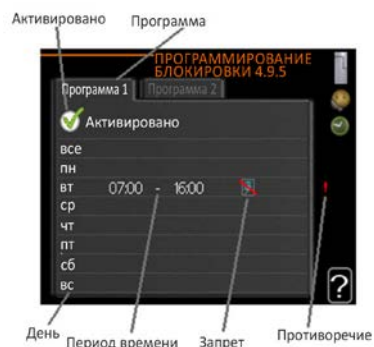 Активировано Программа
ПРОГРАММИРОВАНИЕ
БЛОКИРОВКИ 4.9.5
Программа 1 Программа 2
Активировано
все
пн
вт 07:00 - 16:00 !
ср
чт
пт
сб
вс
?
День Период времени Запрет Противоречие